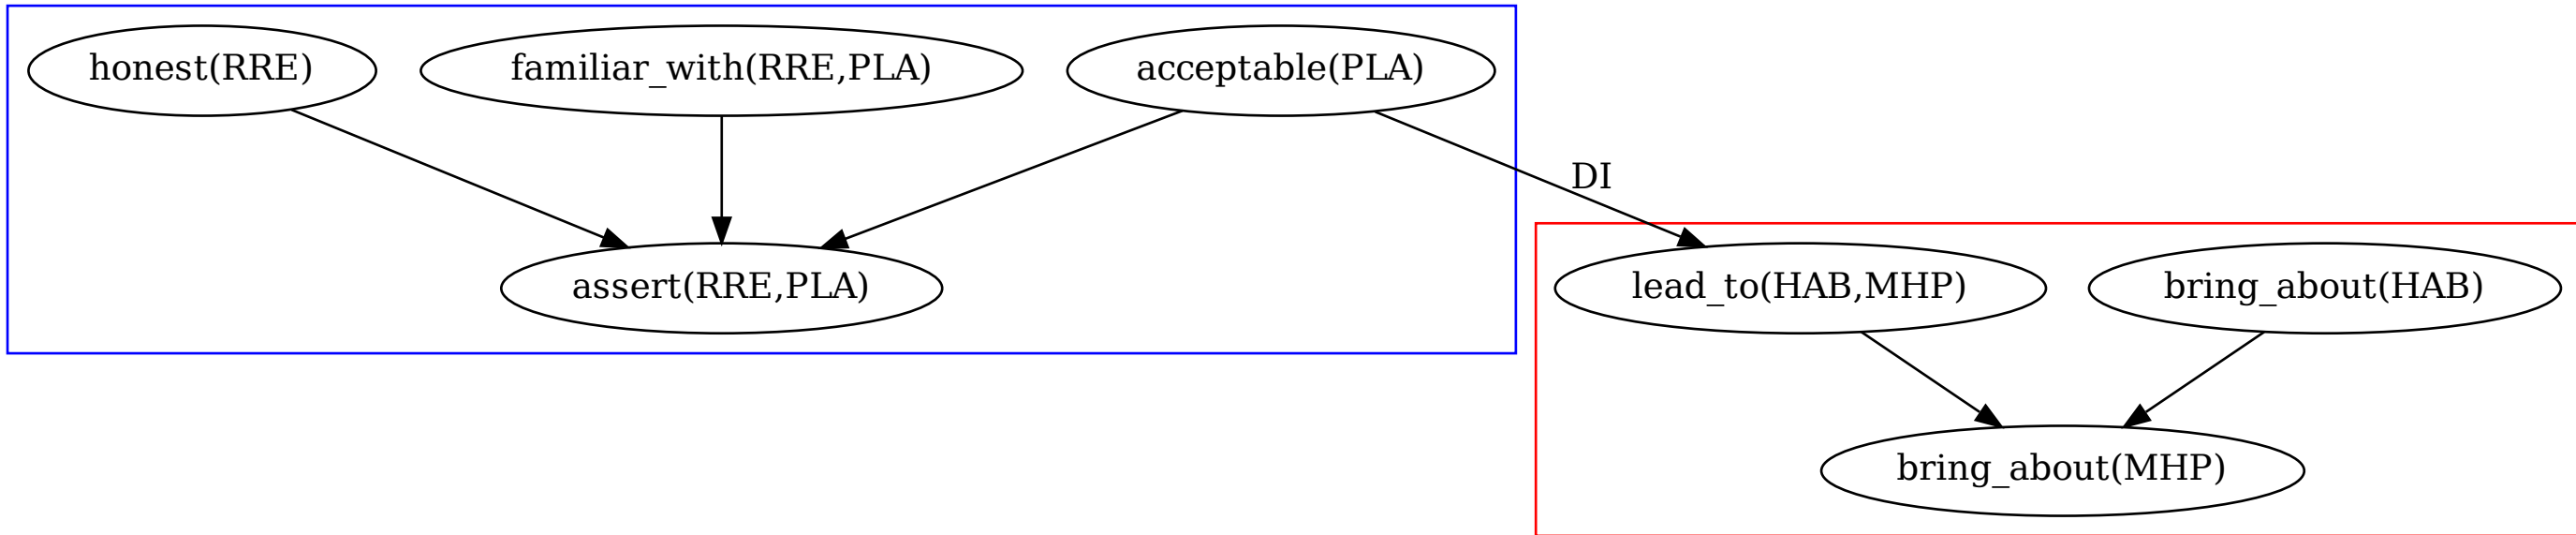 honest(RRE)
familiar_with(RRE,PLA)
acceptable(PLA)
DI
assert(RRE,PLA)
lead_to(HAB,MHP)
bring_about(HAB)
bring_about(MHP)